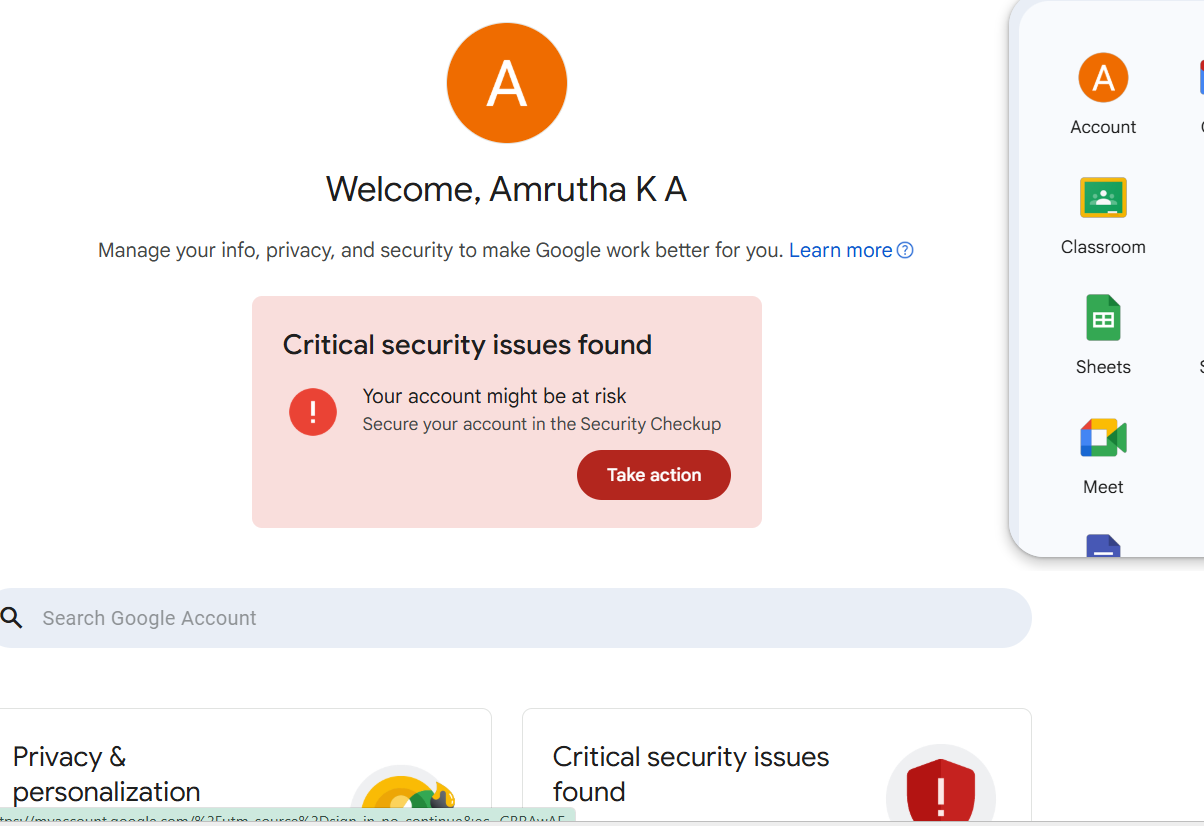 A
Welcome, Amrutha K A
Manage your info, privacy, and security to make Google work better for you. Learn more
Critical security issues found
!
Your account might be at risk
Secure your account in the Security Checkup
Take action
Search Google Account
Privacy &
personalization
Critical security issues
found
!
A
Account
Classroom
Sheets
Meet